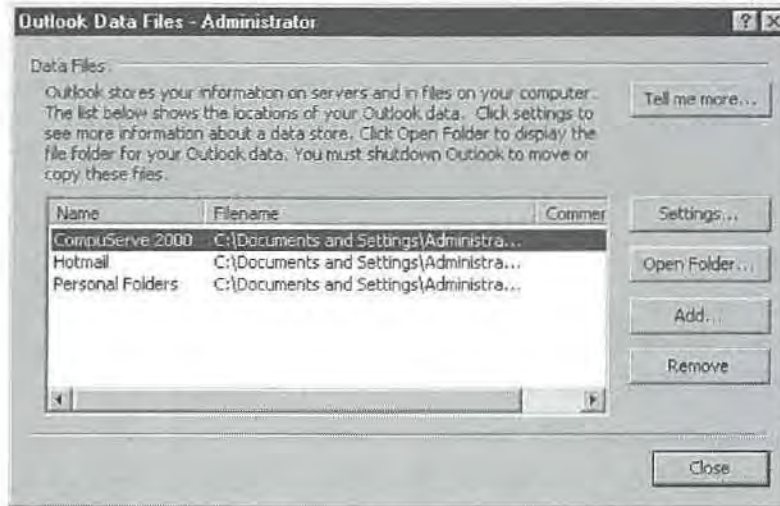 Outlook Data Files - Administrator
Data Files
Outlook stores your information on servers and in files on your computer.
The list below shows the locations of your Outlook data. Click settings to
see more information about a data store. Click Open Folder to display the
file folder for your Outlook data. You must shutdown Outlook to move or
copy these files.
Tell me more...
Name Filename Commer
CompuServe 2000 C:\Documents and Settings\Administra...
Hotmail C:\Documents and Settings\Administra...
Personal Folders C:\Documents and Settings\Administra...
Settings...
Open Folder...
Add...
Remove
Close